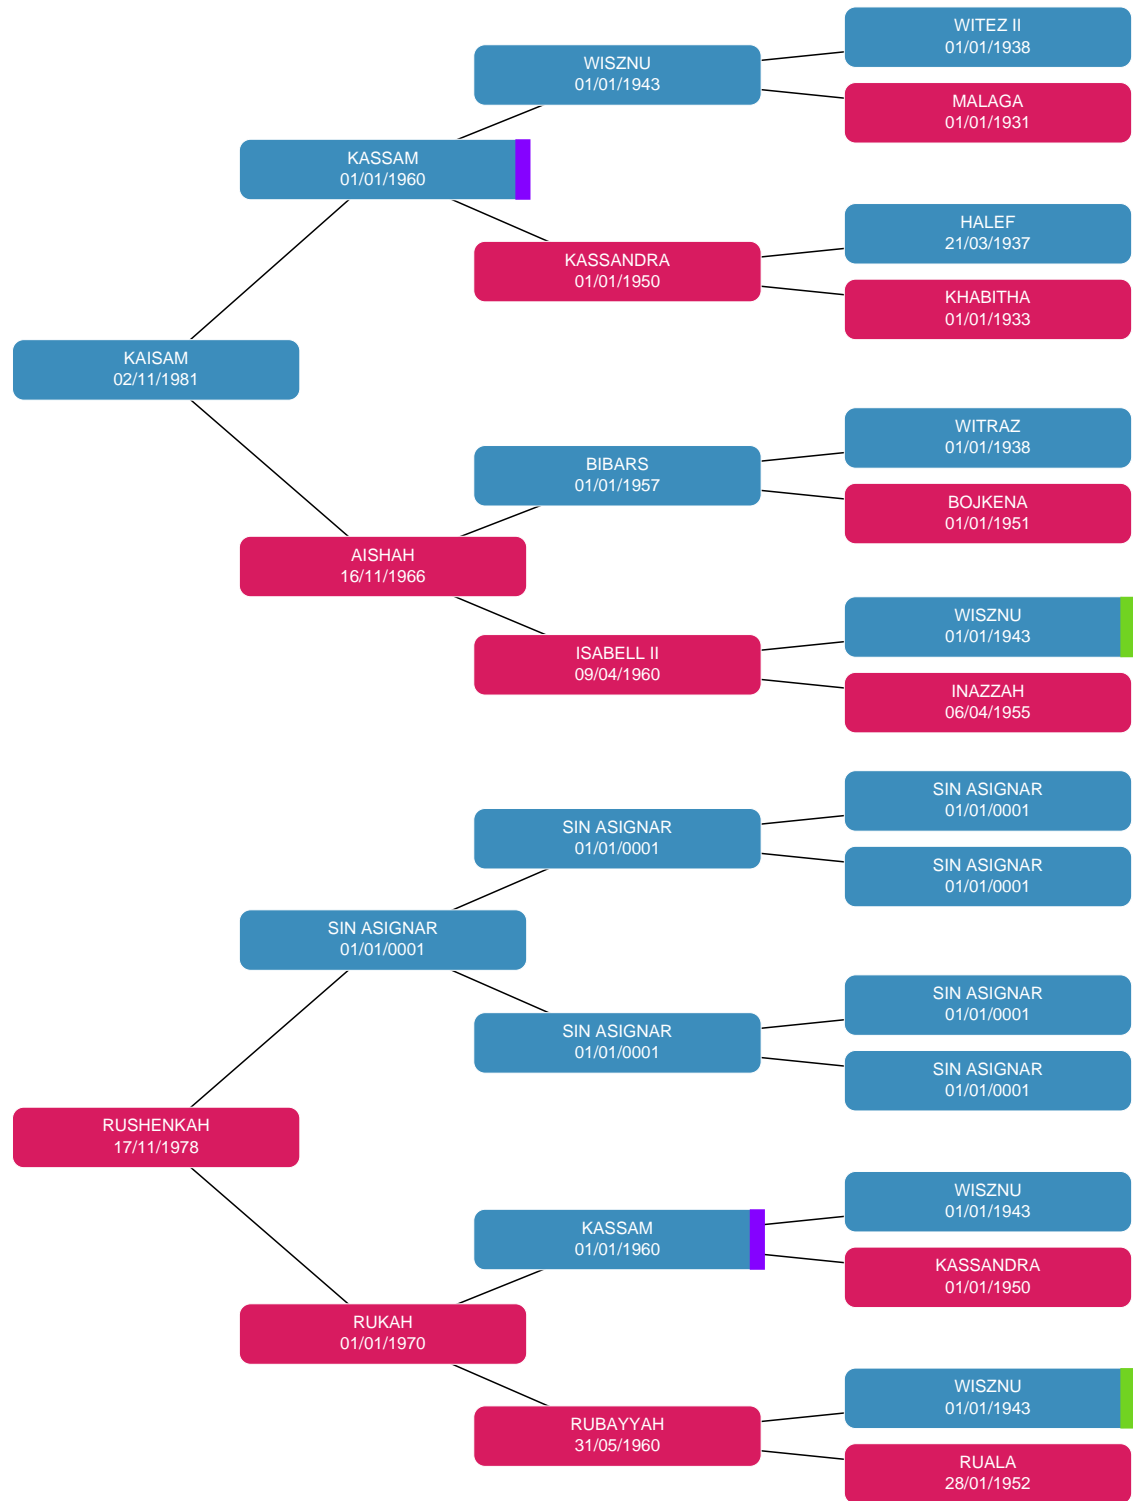 WITEZ II
01/01/1938
WISZNU
01/01/1943
MALAGA
01/01/1931
KASSAM
01/01/1960
HALEF
21/03/1937
KASSANDRA
01/01/1950
KHABITHA
01/01/1933
KAISAM
02/11/1981
WITRAZ
01/01/1938
BIBARS
01/01/1957
BOJKENA
01/01/1951
AISHAH
16/11/1966
WISZNU
01/01/1943
ISABELL II
09/04/1960
INAZZAH
06/04/1955
SIN ASIGNAR
01/01/0001
SIN ASIGNAR
01/01/0001
SIN ASIGNAR
01/01/0001
SIN ASIGNAR
01/01/0001
SIN ASIGNAR
01/01/0001
SIN ASIGNAR
01/01/0001
SIN ASIGNAR
01/01/0001
RUSHENKAH
17/11/1978
WISZNU
01/01/1943
KASSAM
01/01/1960
KASSANDRA
01/01/1950
RUKAH
01/01/1970
WISZNU
01/01/1943
RUBAYYAH
31/05/1960
RUALA
28/01/1952